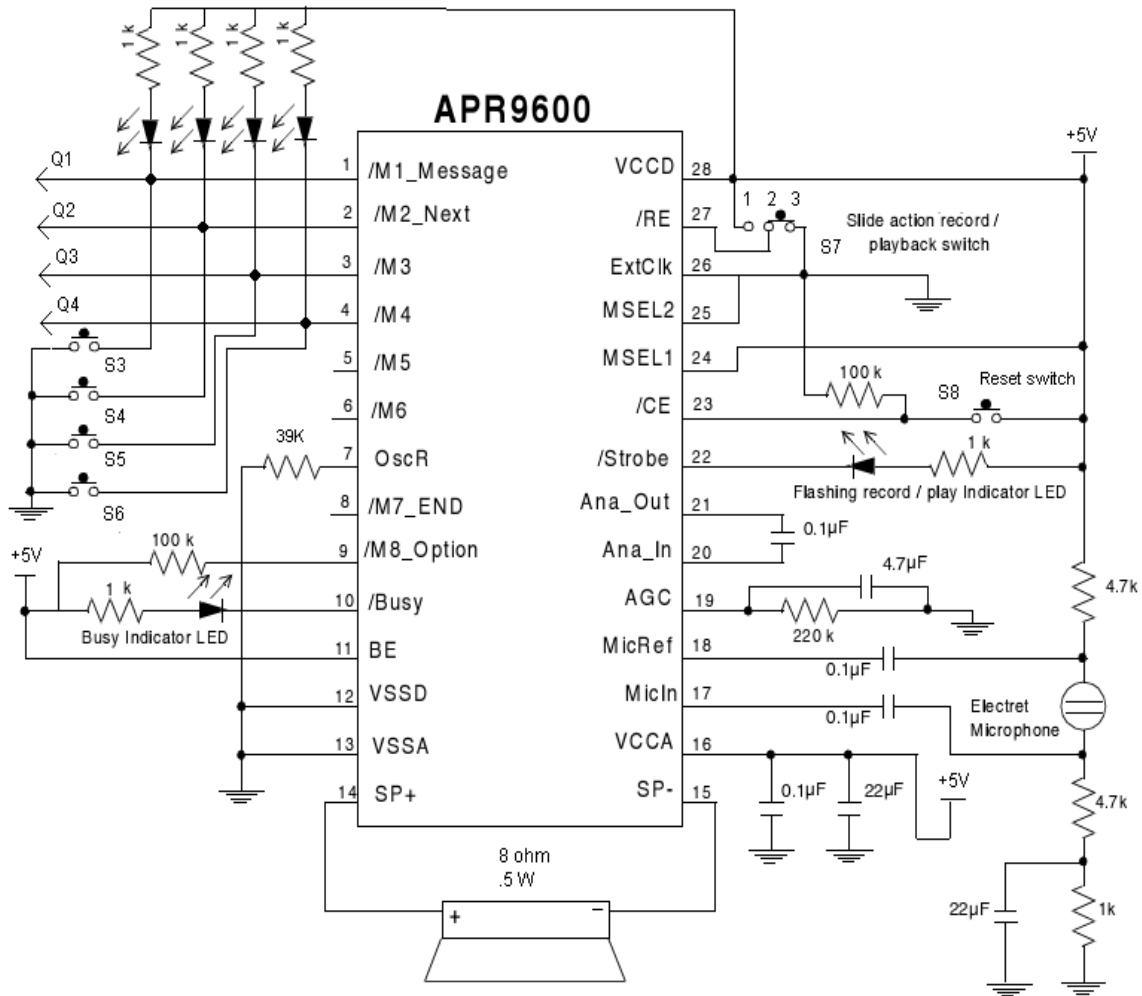 1 k 1 k 1 k 1 k
APR9600
+5V
Q1
Q2
Q3
Q4
S3
S4
S5
S6
1 /M1_Message
2 /M2_Next
3 /M3
4 /M4
5 /M5
6 /M6
39K
7 OscR
8 /M7_END
9 /M8_Option
10 /Busy
11 BE
12 VSSD
13 VSSA
14 SP+
+5V
100 k
1 k
Busy Indicator LED
VCCD 28
/RE 27
ExtClk 26
MSEL2 25
MSEL1 24
/CE 23
/Strobe 22
Ana_Out 21
Ana_In 20
AGC 19
MicRef 18
MicIn 17
VCCA 16
SP- 15
1 2 3
S7
Slide action record /
playback switch
100 k
S8
Reset switch
1 k
Flashing record / play Indicator LED
0.1µF
4.7µF
220 k
4.7k
0.1µF
0.1µF
Electret
Microphone
0.1µF
22µF
+5V
4.7k
22µF
1k
8 ohm
.5 W
+ −